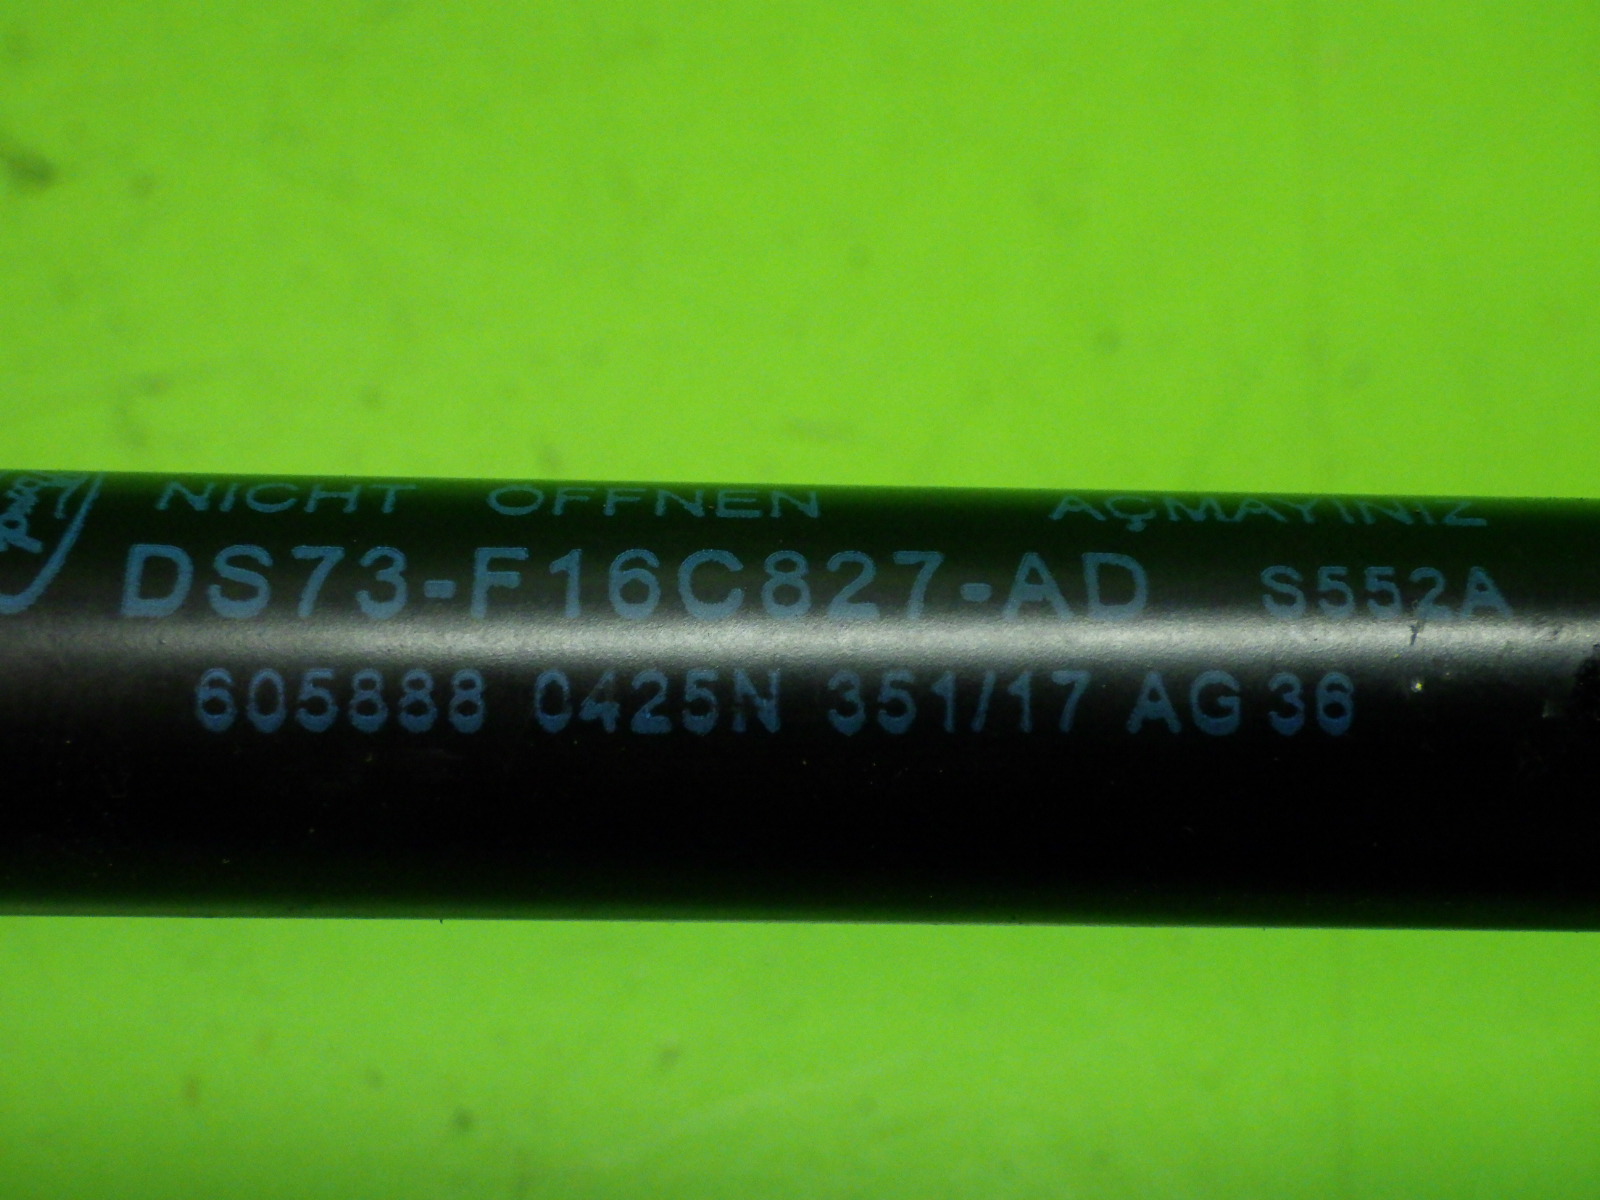 NICHT ÖFFNEN AÇMAYINIZ
DS73-F16C827-AD S552A
605888 0425N 351/17 AG 36